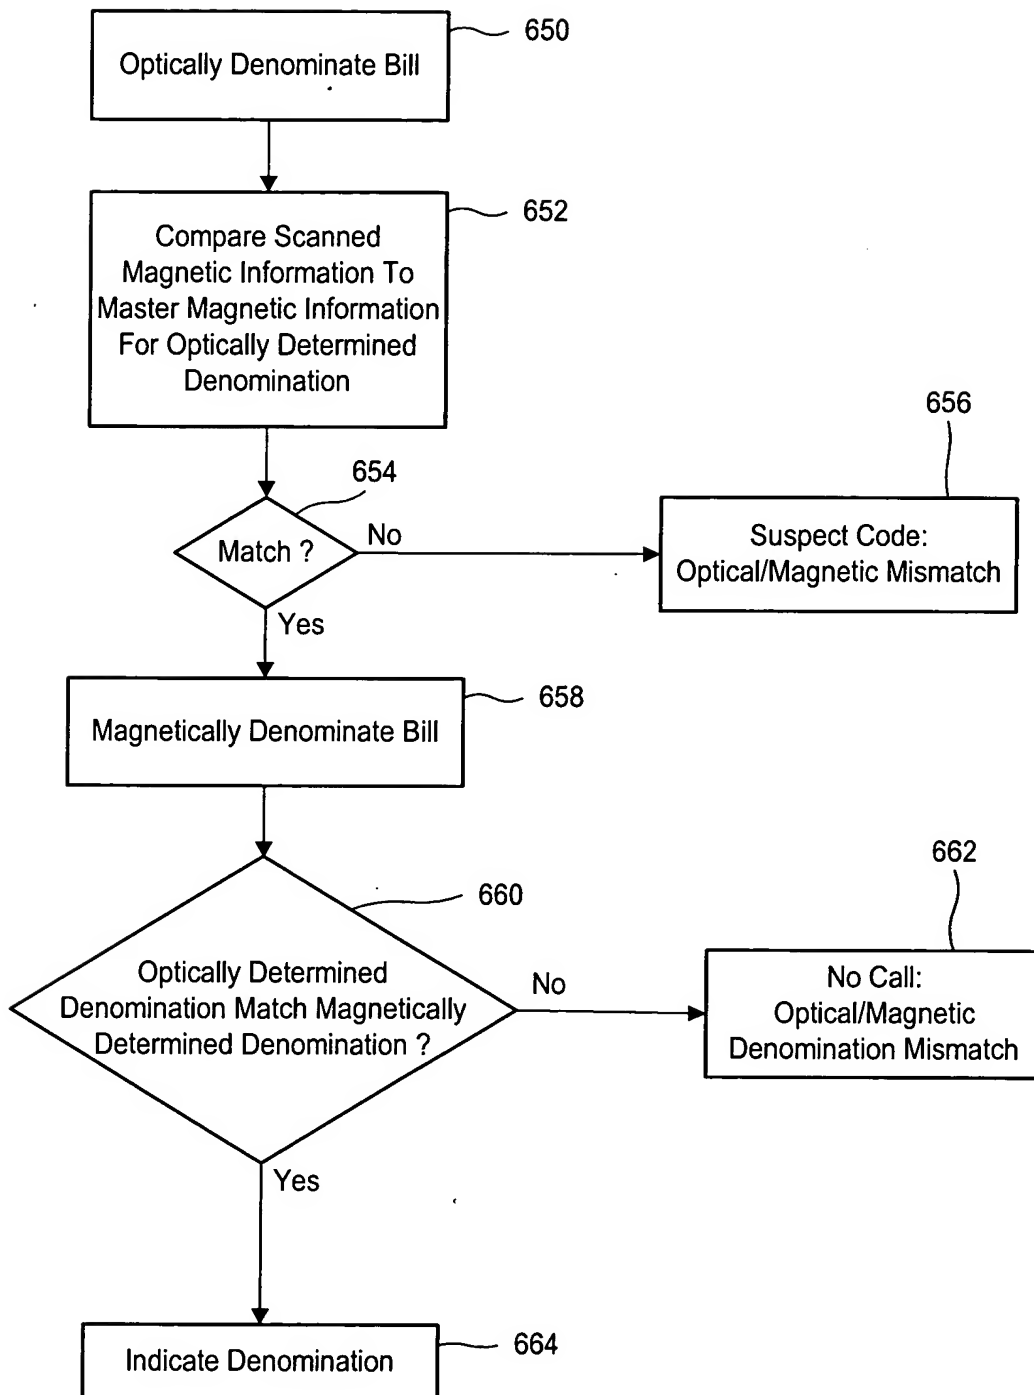 650
Optically Denominate Bill
652
Compare Scanned
Magnetic Information To
Master Magnetic Information
For Optically Determined
Denomination
656
654
Match ?
No
Suspect Code:
Optical/Magnetic Mismatch
Yes
658
Magnetically Denominate Bill
662
660
Optically Determined
Denomination Match Magnetically
Determined Denomination ?
No
No Call:
Optical/Magnetic
Denomination Mismatch
Yes
664
Indicate Denomination